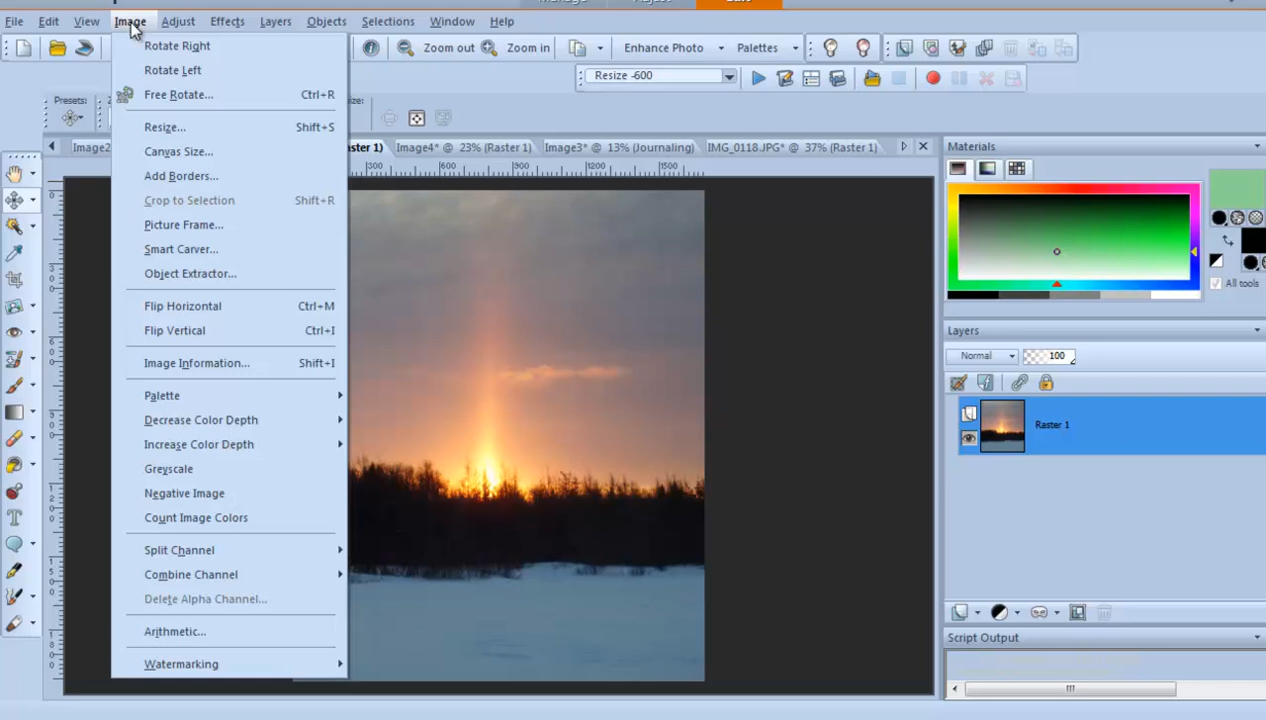 File Edit View Image Adjust Effects Layers Objects Selections Window Help
Zoom out Zoom in Enhance Photo Palettes
Resize -600
Presets:
Image2
Image4* @ 23% (Raster 1) Image3* @ 13% (Journaling) IMG_0118.JPG* @ 37% (Raster 1)
Rotate Right
Rotate Left
Free Rotate... Ctrl+R
Resize... Shift+S
Canvas Size...
Add Borders...
Crop to Selection Shift+R
Picture Frame...
Smart Carver...
Object Extractor...
Flip Horizontal Ctrl+M
Flip Vertical Ctrl+I
Image Information... Shift+I
Palette
Decrease Color Depth
Increase Color Depth
Greyscale
Negative Image
Count Image Colors
Split Channel
Combine Channel
Delete Alpha Channel...
Arithmetic...
Watermarking
300 600 900 1200 1500
Materials
All tools
Layers
Normal 100
Raster 1
Script Output